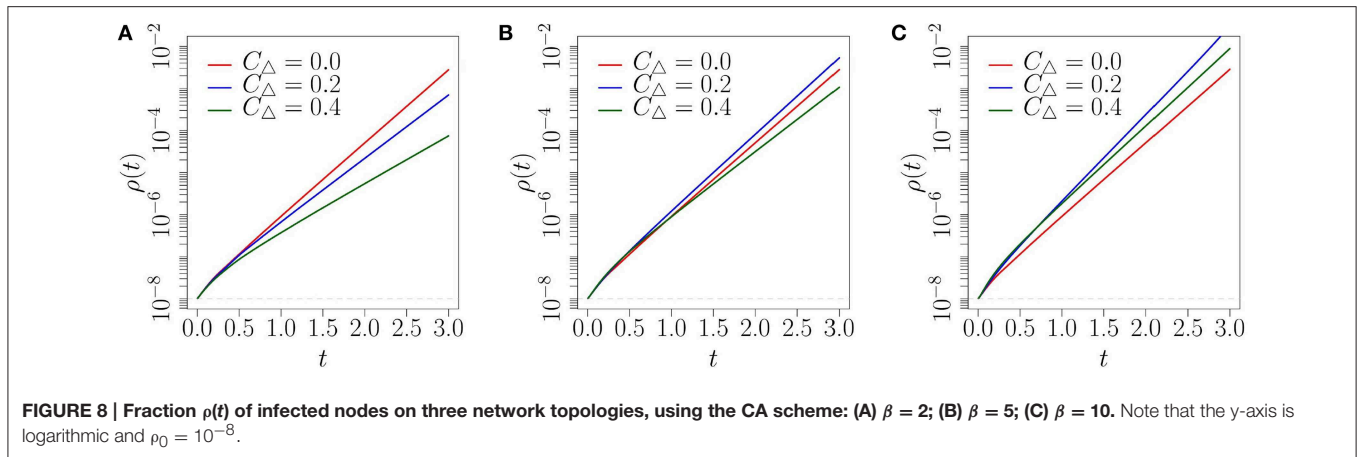 A
10⁻²
10⁻⁴
10⁻⁶
10⁻⁸
ρ(t)
C△ = 0.0
C△ = 0.2
C△ = 0.4
0.0 0.5 1.0 1.5 2.0 2.5 3.0
t
B
10⁻²
10⁻⁴
10⁻⁶
10⁻⁸
ρ(t)
C△ = 0.0
C△ = 0.2
C△ = 0.4
0.0 0.5 1.0 1.5 2.0 2.5 3.0
t
C
10⁻²
10⁻⁴
10⁻⁶
10⁻⁸
ρ(t)
C△ = 0.0
C△ = 0.2
C△ = 0.4
0.0 0.5 1.0 1.5 2.0 2.5 3.0
t
FIGURE 8 | Fraction ρ(t) of infected nodes on three network topologies, using the CA scheme: (A) β = 2; (B) β = 5; (C) β = 10. Note that the y-axis is
logarithmic and ρ₀ = 10⁻⁸.